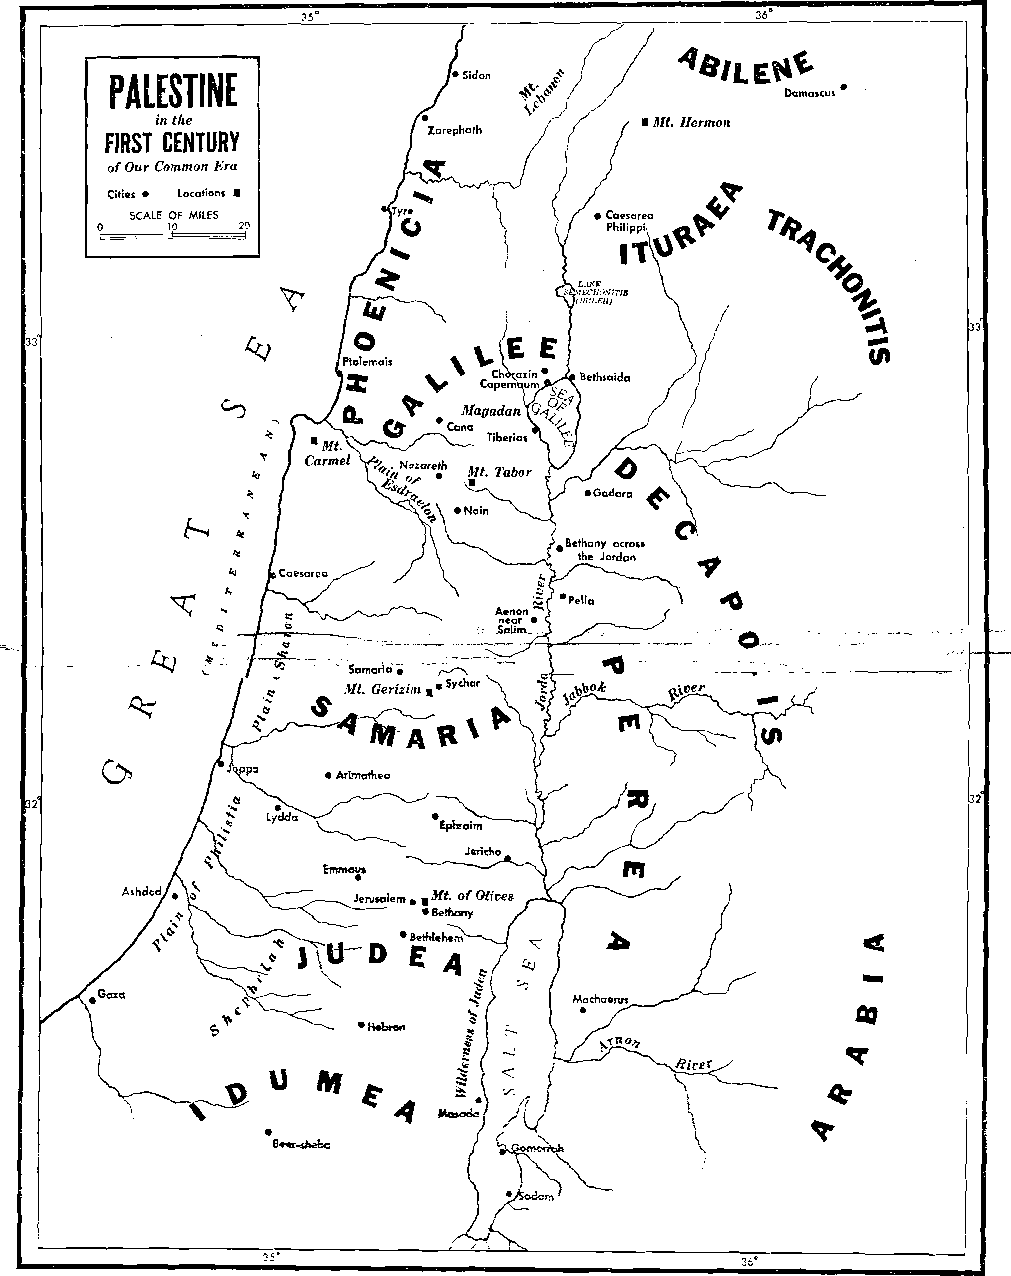 35°
36°
PALESTINE
in the
FIRST CENTURY
of Our Common Era
Cities • Locations ■
SCALE OF MILES
0 10 20
ABILENE
Damascus
Sidon
Mt.
Lebanon
Zarephath
Mt. Hermon
PHOENICIA
Tyre
Caesarea
Philippi
ITURAEA
TRACHONITIS
LAKE
SEMECHONITIS
(HULEH)
33°
33°
GREAT SEA
(MEDITERRANEAN)
Ptolemais
GALILEE
Chorazin
Capernaum
Bethsaida
SEA
OF
GALILEE
Magadan
Cana
Tiberias
Mt.
Carmel
Nazareth
Plain of
Esdraelon
Mt. Tabor
Nain
Gadara
DECAPOLIS
Bethany across
the Jordan
Caesarea
Pella
River
Aenon
near
Salim
Plain Sharon
Samaria
Mt. Gerizim
Sychar
Jorda
Jabbok River
SAMARIA
PEREA
Joppa
Arimathea
32°
32°
Lydda
Ephraim
Plain of Philistia
Jericho
Emmaus
Ashdod
Jerusalem
Mt. of Olives
Bethany
Bethlehem
JUDEA
Shephelah
Gaza
Hebron
Wilderness of Judea
SALT SEA
Machaerus
Arnon River
ARABIA
IDUMEA
Masada
Beer-sheba
Gomorrah
Sodom
35°
36°